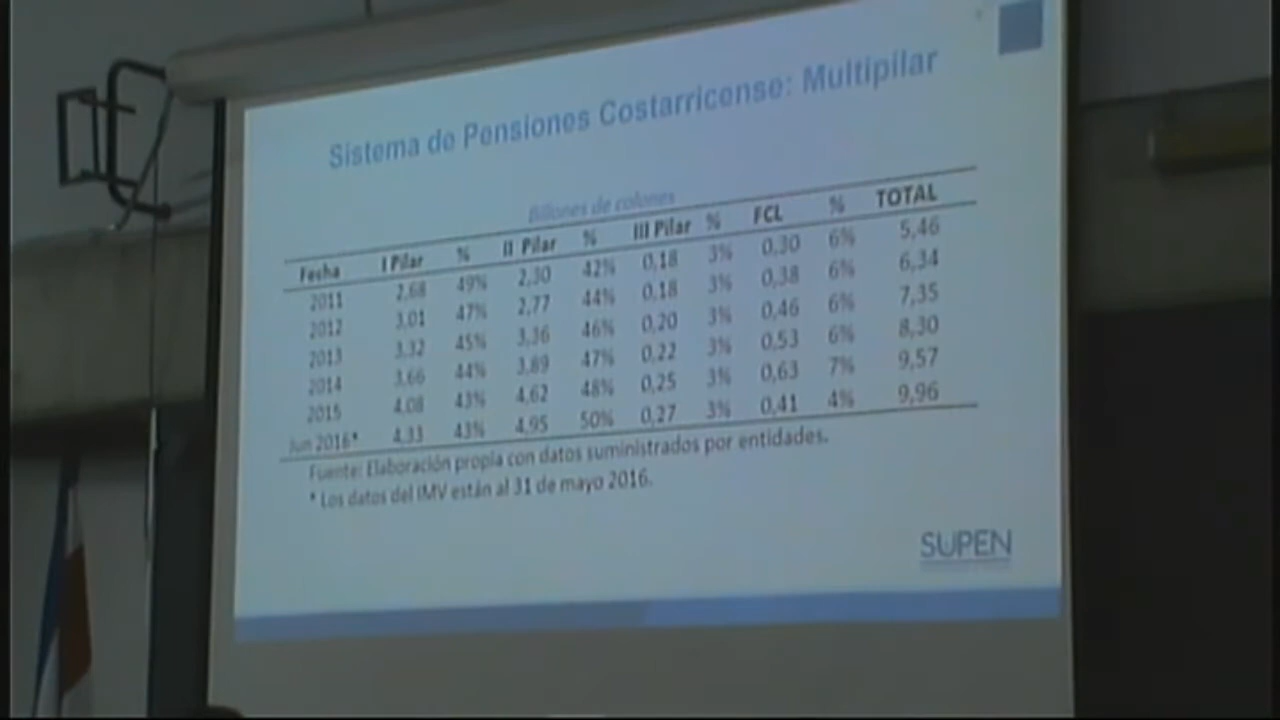 Sistema de Pensiones Costarricense: Multipilar
Billones de colones
Fecha I Pilar % II Pilar % III Pilar % FCL % TOTAL
2011 2,68 49% 2,30 42% 0,18 3% 0,30 6% 5,46
2012 3,01 47% 2,77 44% 0,18 3% 0,38 6% 6,34
2013 3,32 45% 3,36 46% 0,20 3% 0,46 6% 7,35
2014 3,66 44% 3,89 47% 0,22 3% 0,53 6% 8,30
2015 4,08 43% 4,62 48% 0,25 3% 0,63 7% 9,57
Jun 2016* 4,33 43% 4,95 50% 0,27 3% 0,41 4% 9,96
Fuente: Elaboración propia con datos suministrados por entidades.
* Los datos del IMV están al 31 de mayo 2016.
SUPEN